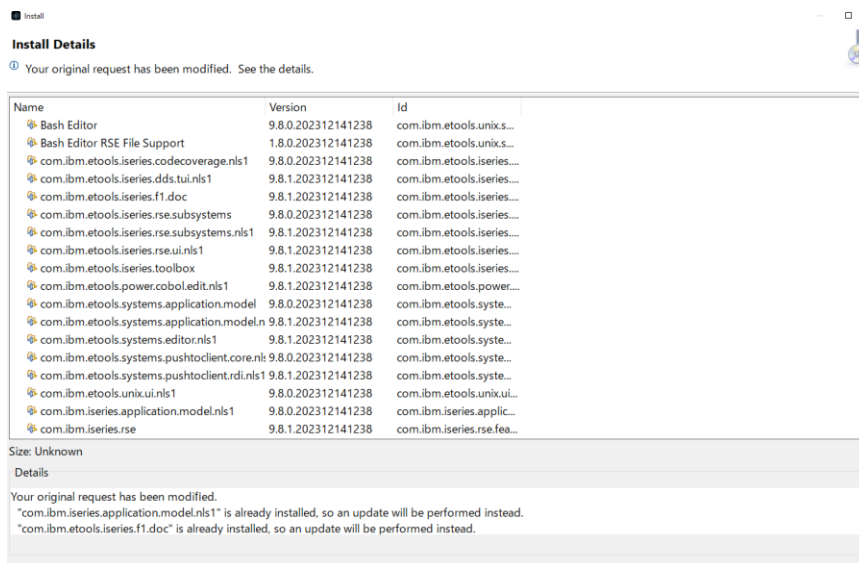 Install
Install Details
Your original request has been modified. See the details.
Name Version Id
Bash Editor 9.8.0.202312141238 com.ibm.etools.unix.s...
Bash Editor RSE File Support 1.8.0.202312141238 com.ibm.etools.unix.s...
com.ibm.etools.iseries.codecoverage.nls1 9.8.0.202312141238 com.ibm.etools.iseries....
com.ibm.etools.iseries.dds.tui.nls1 9.8.1.202312141238 com.ibm.etools.iseries....
com.ibm.etools.iseries.f1.doc 9.8.1.202312141238 com.ibm.etools.iseries....
com.ibm.etools.iseries.rse.subsystems 9.8.0.202312141238 com.ibm.etools.iseries....
com.ibm.etools.iseries.rse.subsystems.nls1 9.8.1.202312141238 com.ibm.etools.iseries....
com.ibm.etools.iseries.rse.ui.nls1 9.8.1.202312141238 com.ibm.etools.iseries....
com.ibm.etools.iseries.toolbox 9.8.1.202312141238 com.ibm.etools.iseries....
com.ibm.etools.power.cobol.edit.nls1 9.8.1.202312141238 com.ibm.etools.power....
com.ibm.etools.systems.application.model 9.8.0.202312141238 com.ibm.etools.syste...
com.ibm.etools.systems.application.model.n 9.8.1.202312141238 com.ibm.etools.syste...
com.ibm.etools.systems.editor.nls1 9.8.1.202312141238 com.ibm.etools.syste...
com.ibm.etools.systems.pushtoclient.core.nl 9.8.0.202312141238 com.ibm.etools.syste...
com.ibm.etools.systems.pushtoclient.rdi.nls1 9.8.1.202312141238 com.ibm.etools.syste...
com.ibm.etools.unix.ui.nls1 9.8.0.202312141238 com.ibm.etools.unix.ui...
com.ibm.iseries.application.model.nls1 9.8.0.202312141238 com.ibm.iseries.applic...
com.ibm.iseries.rse 9.8.1.202312141238 com.ibm.iseries.rse.fea...
Size: Unknown
Details
Your original request has been modified.
"com.ibm.iseries.application.model.nls1" is already installed, so an update will be performed instead.
"com.ibm.etools.iseries.f1.doc" is already installed, so an update will be performed instead.